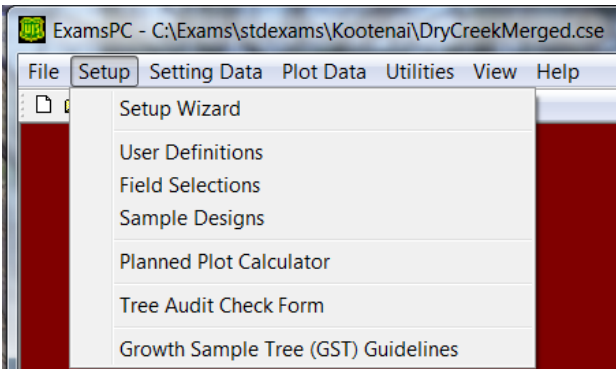 ExamsPC - C:\Exams\stdexams\Kootenai\DryCreekMerged.cse
File Setup Setting Data Plot Data Utilities View Help
Setup Wizard
User Definitions
Field Selections
Sample Designs
Planned Plot Calculator
Tree Audit Check Form
Growth Sample Tree (GST) Guidelines